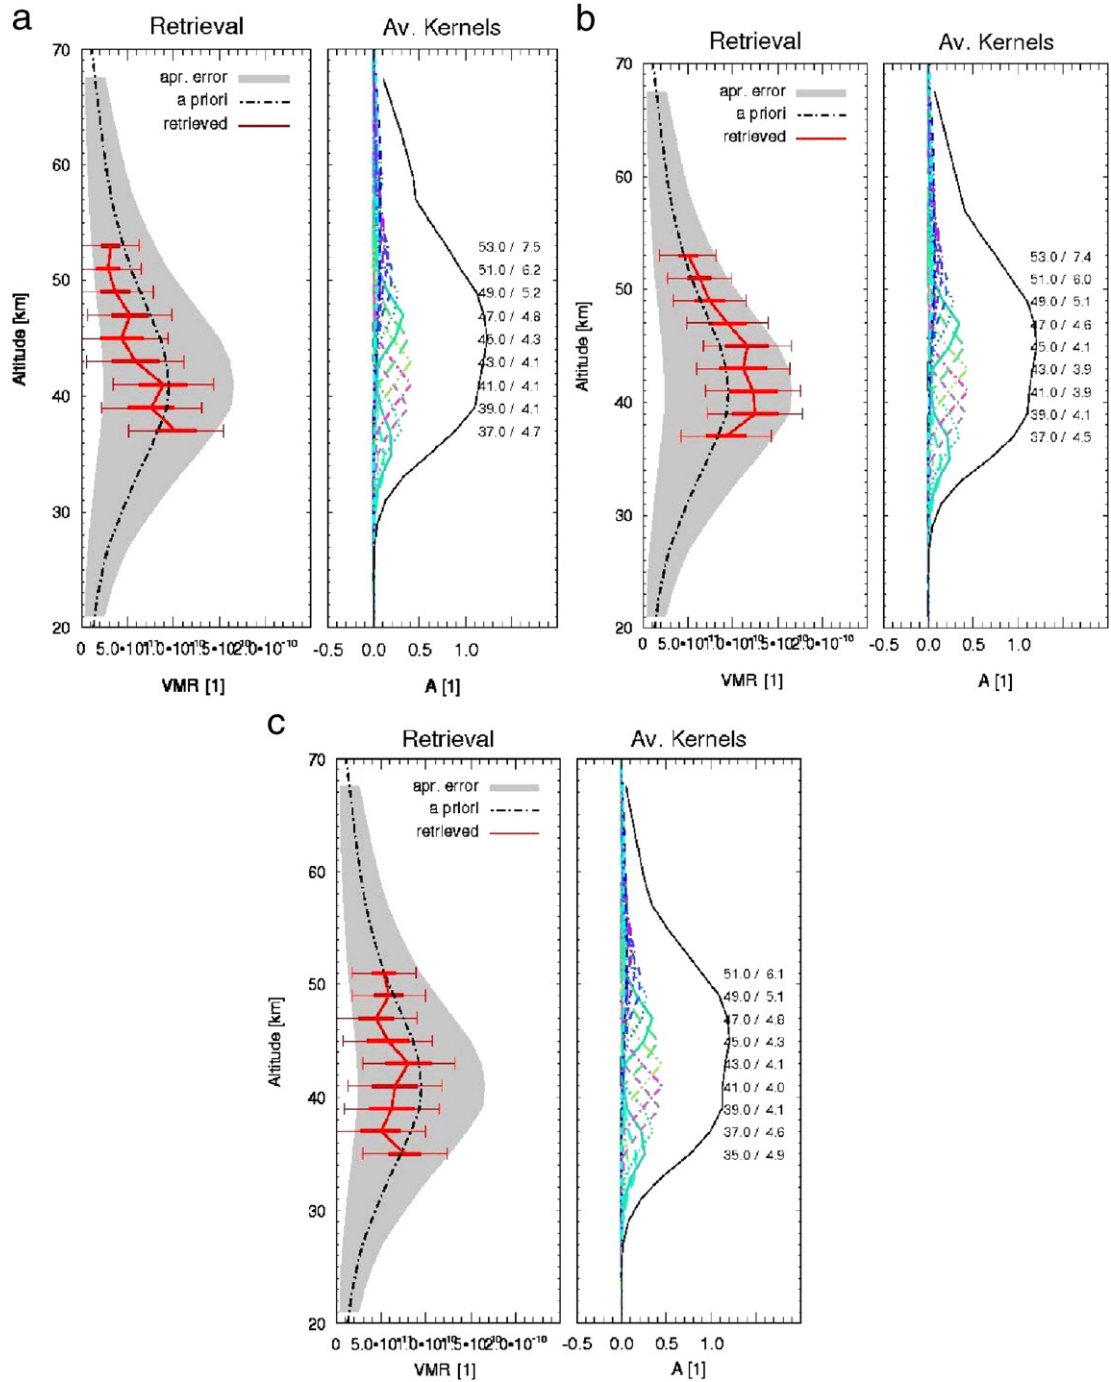 a
Retrieval
Av. Kernels
70
60
50
40
30
20
Altitude [km]
apr. error
a priori
retrieved
53.0 / 7.5
51.0 / 6.2
49.0 / 5.2
47.0 / 4.8
45.0 / 4.3
43.0 / 4.1
41.0 / 4.1
39.0 / 4.1
37.0 / 4.7
0
-0.5 0.0 0.5 1.0
VMR [1]
A [1]
b
Retrieval
Av. Kernels
70
60
50
40
30
20
Altitude [km]
apr. error
a priori
retrieved
53.0 / 7.4
51.0 / 6.0
49.0 / 5.1
47.0 / 4.6
45.0 / 4.1
43.0 / 3.9
41.0 / 3.9
39.0 / 4.1
37.0 / 4.5
0
-0.5 0.0 0.5 1.0
VMR [1]
A [1]
c
Retrieval
Av. Kernels
70
60
50
40
30
20
Altitude [km]
apr. error
a priori
retrieved
51.0 / 6.1
49.0 / 5.1
47.0 / 4.8
45.0 / 4.3
43.0 / 4.1
41.0 / 4.0
39.0 / 4.1
37.0 / 4.6
35.0 / 4.9
0
-0.5 0.0 0.5 1.0
VMR [1]
A [1]